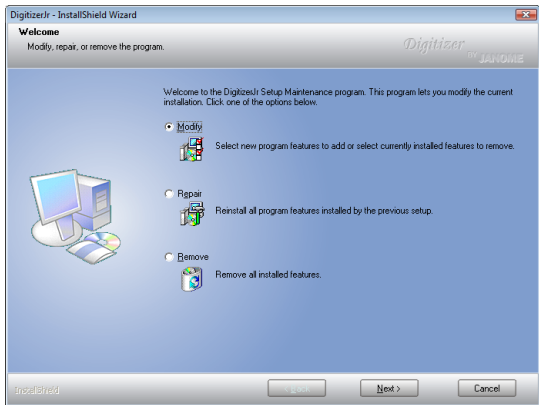 DigitizerJr - InstallShield Wizard
Welcome
Modify, repair, or remove the program.
Digitizer
BY JANOME
Welcome to the DigitizerJr Setup Maintenance program. This program lets you modify the current
installation. Click one of the options below.
Modify
Select new program features to add or select currently installed features to remove.
Repair
Reinstall all program features installed by the previous setup.
Remove
Remove all installed features.
InstallShield
< Back
Next >
Cancel